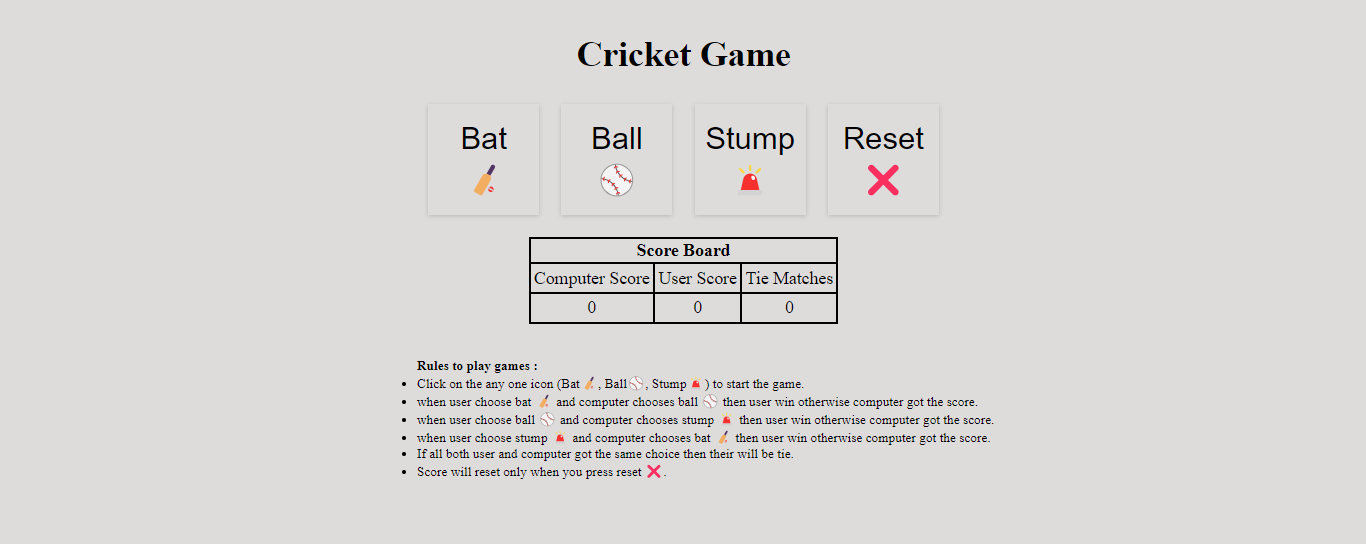 Cricket Game
Bat Ball Stump Reset
Score Board
Computer Score User Score Tie Matches
0 0 0
Rules to play games :
Click on the any one icon (Bat , Ball , Stump ) to start the game.
when user choose bat and computer chooses ball then user win otherwise computer got the score.
when user choose ball and computer chooses stump then user win otherwise computer got the score.
when user choose stump and computer chooses bat then user win otherwise computer got the score.
If all both user and computer got the same choice then their will be tie.
Score will reset only when you press reset .